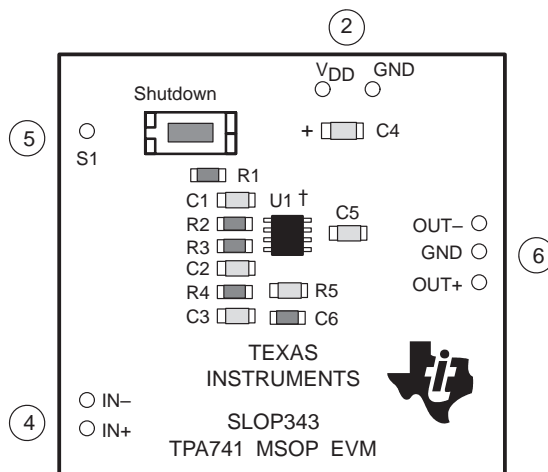 2
VDD GND
Shutdown
5
S1
+ C4
R1
C1 U1 †
R2
C5
R3
OUT–
GND
6
C2
OUT+
R4 R5
C3 C6
TEXAS
INSTRUMENTS
ti
IN–
4
IN+
SLOP343
TPA741 MSOP EVM